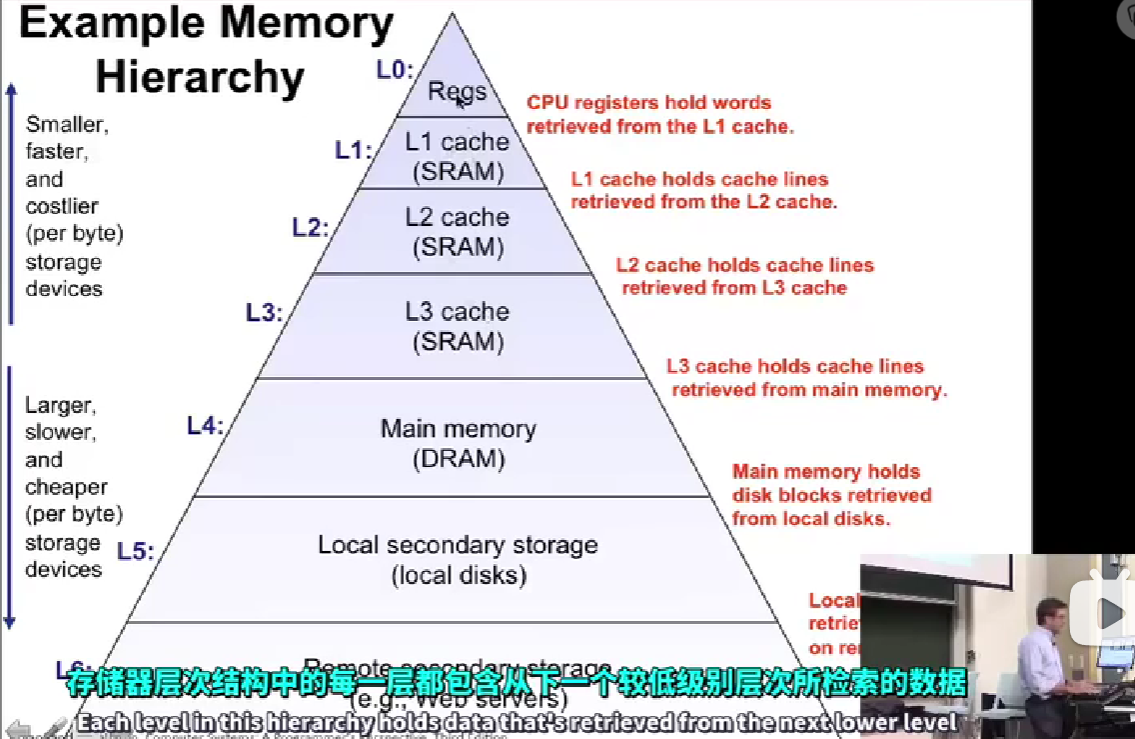 Example Memory
Hierarchy
Smaller,
faster,
and
costlier
(per byte)
storage
devices
Larger,
slower,
and
cheaper
(per byte)
storage
devices
L0:
Regs
CPU registers hold words
retrieved from the L1 cache.
L1:
L1 cache
(SRAM)
L1 cache holds cache lines
retrieved from the L2 cache.
L2:
L2 cache
(SRAM)
L2 cache holds cache lines
retrieved from L3 cache
L3:
L3 cache
(SRAM)
L3 cache holds cache lines
retrieved from main memory.
L4:
Main memory
(DRAM)
Main memory holds
disk blocks retrieved
from local disks.
L5:
Local secondary storage
(local disks)
Local
on
L6:
Remote secondary storage
(e.g., Web servers)
存储器层次结构中的每一层都包含从下一个较低级别层次所检索的数据
Each level in this hierarchy holds data that's retrieved from the next lower level
Computer Systems: A Programmer's Perspective, Third Edition